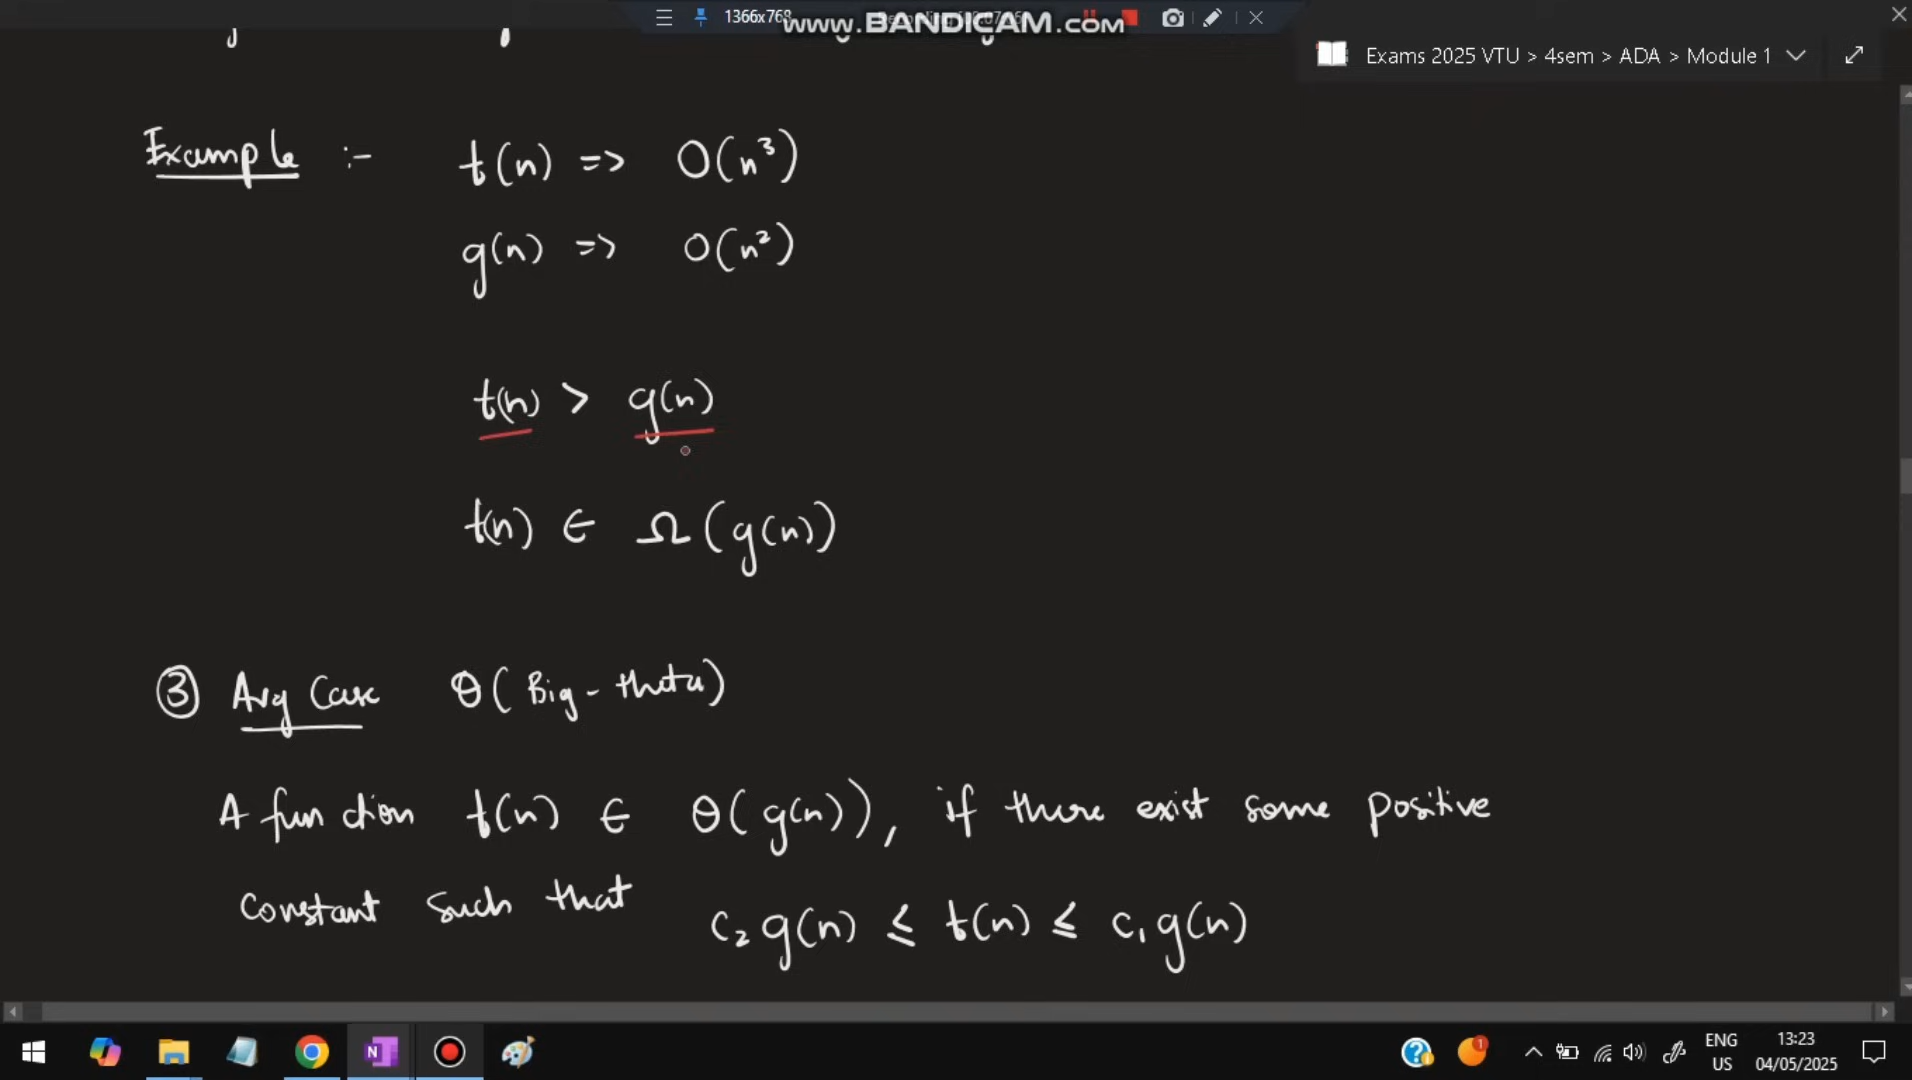 1366x768
www.BANDICAM.com
Exams 2025 VTU > 4sem > ADA > Module 1
Example :- t(n) => O(n³)
g(n) => O(n²)
t(n) > g(n)
t(n) ∈ Ω(g(n))
③ Avg Case θ(Big-theta)
A function t(n) ∈ θ(g(n)), if there exist some positive
constant such that
c₂g(n) ≤ t(n) ≤ c₁g(n)
N
1
ENG
US
13:23
04/05/2025